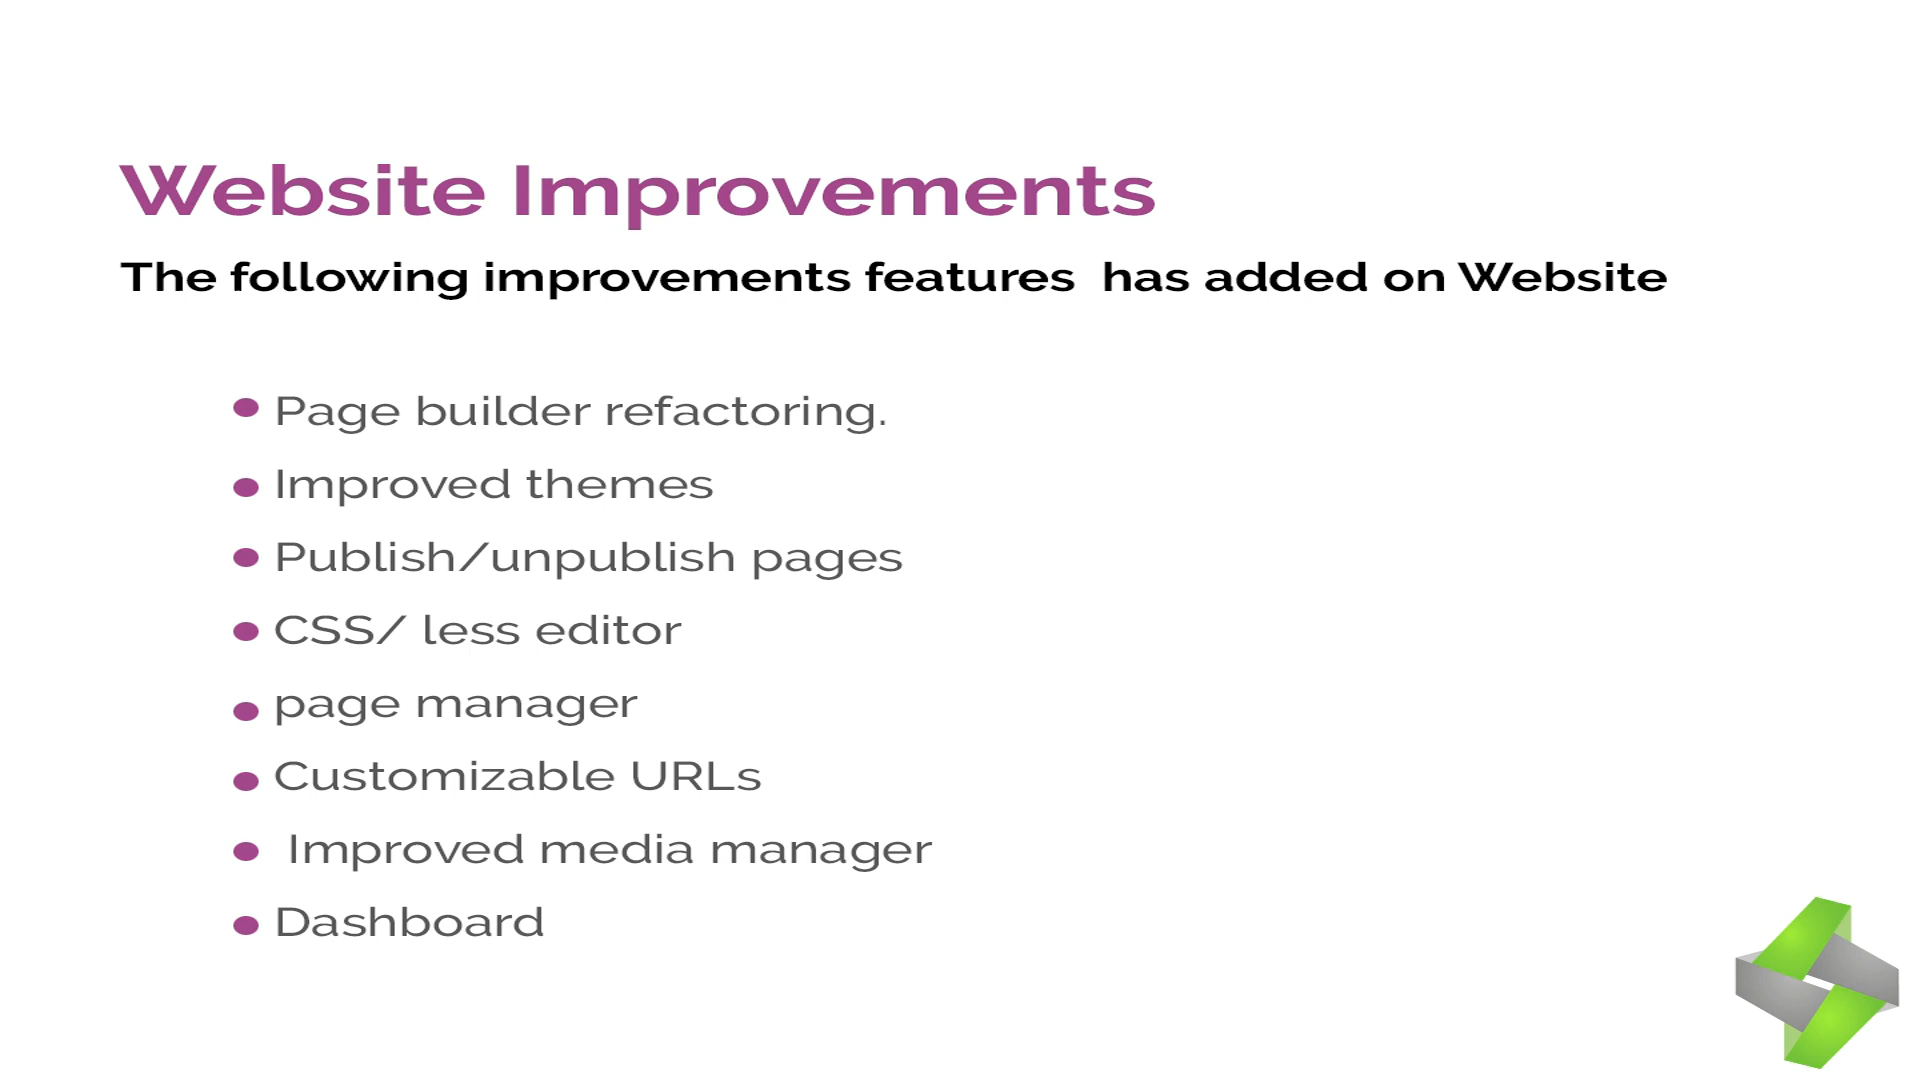 Website Improvements
The following improvements features  has added on Website
Page builder refactoring.
Improved themes
Publish/unpublish pages
CSS/ less editor
page manager
Customizable URLs
Improved media manager
Dashboard